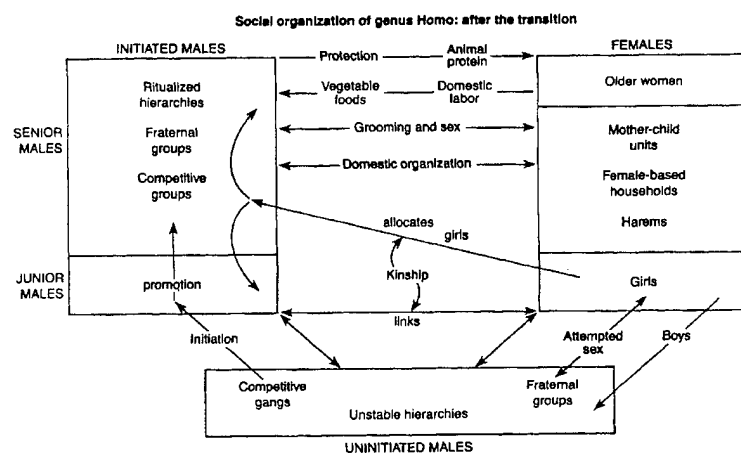 Social organization of genus Homo: after the transition
INITIATED MALES
FEMALES
SENIOR
MALES
Ritualized
hierarchies
Fraternal
groups
Competitive
groups
JUNIOR
MALES
promotion
Protection
Animal
protein
Vegetable
foods
Domestic
labor
Grooming and sex
Domestic organization
allocates
girls
Kinship
links
Older women
Mother-child
units
Female-based
households
Harems
Girls
Initiation
Attempted
sex
Boys
Competitive
gangs
Unstable hierarchies
Fraternal
groups
UNINITIATED MALES